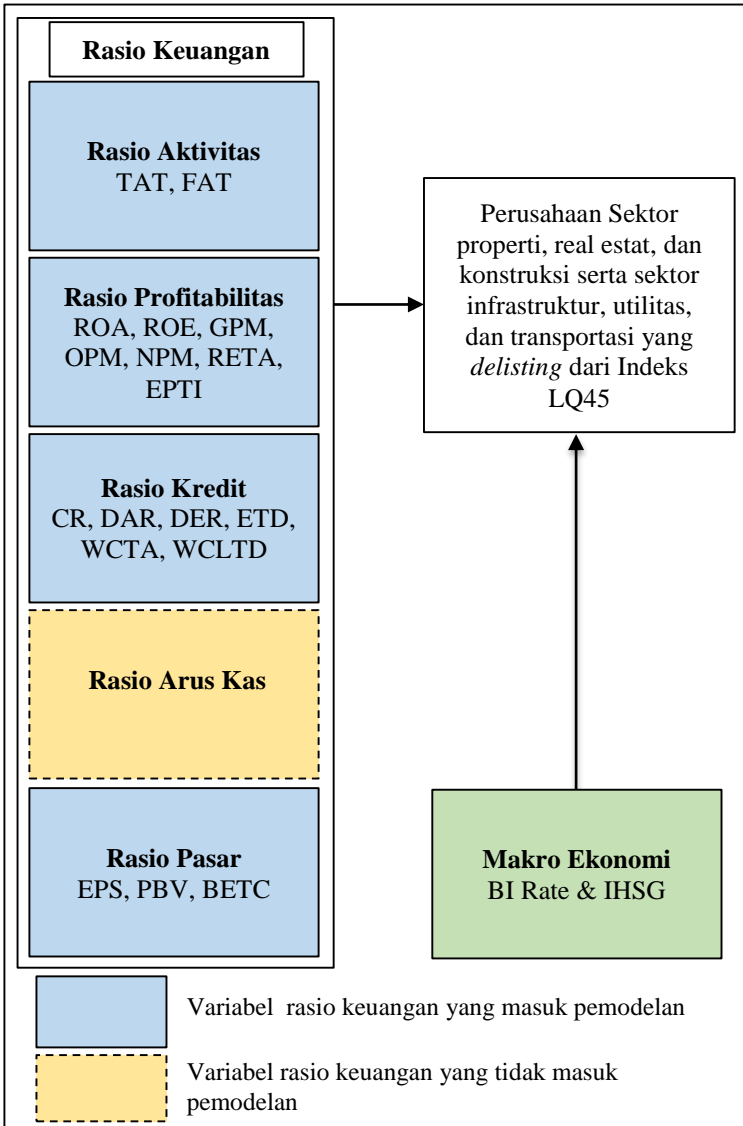 Rasio Keuangan
Rasio Aktivitas
TAT, FAT
Rasio Profitabilitas
ROA, ROE, GPM,
OPM, NPM, RETA,
EPTI
Rasio Kredit
CR, DAR, DER, ETD,
WCTA, WCLTD
Rasio Arus Kas
Rasio Pasar
EPS, PBV, BETC
Perusahaan Sektor
properti, real estat, dan
konstruksi serta sektor
infrastruktur, utilitas,
dan transportasi yang
delisting dari Indeks
LQ45
Makro Ekonomi
BI Rate & IHSG
Variabel rasio keuangan yang masuk pemodelan
Variabel rasio keuangan yang tidak masuk
pemodelan